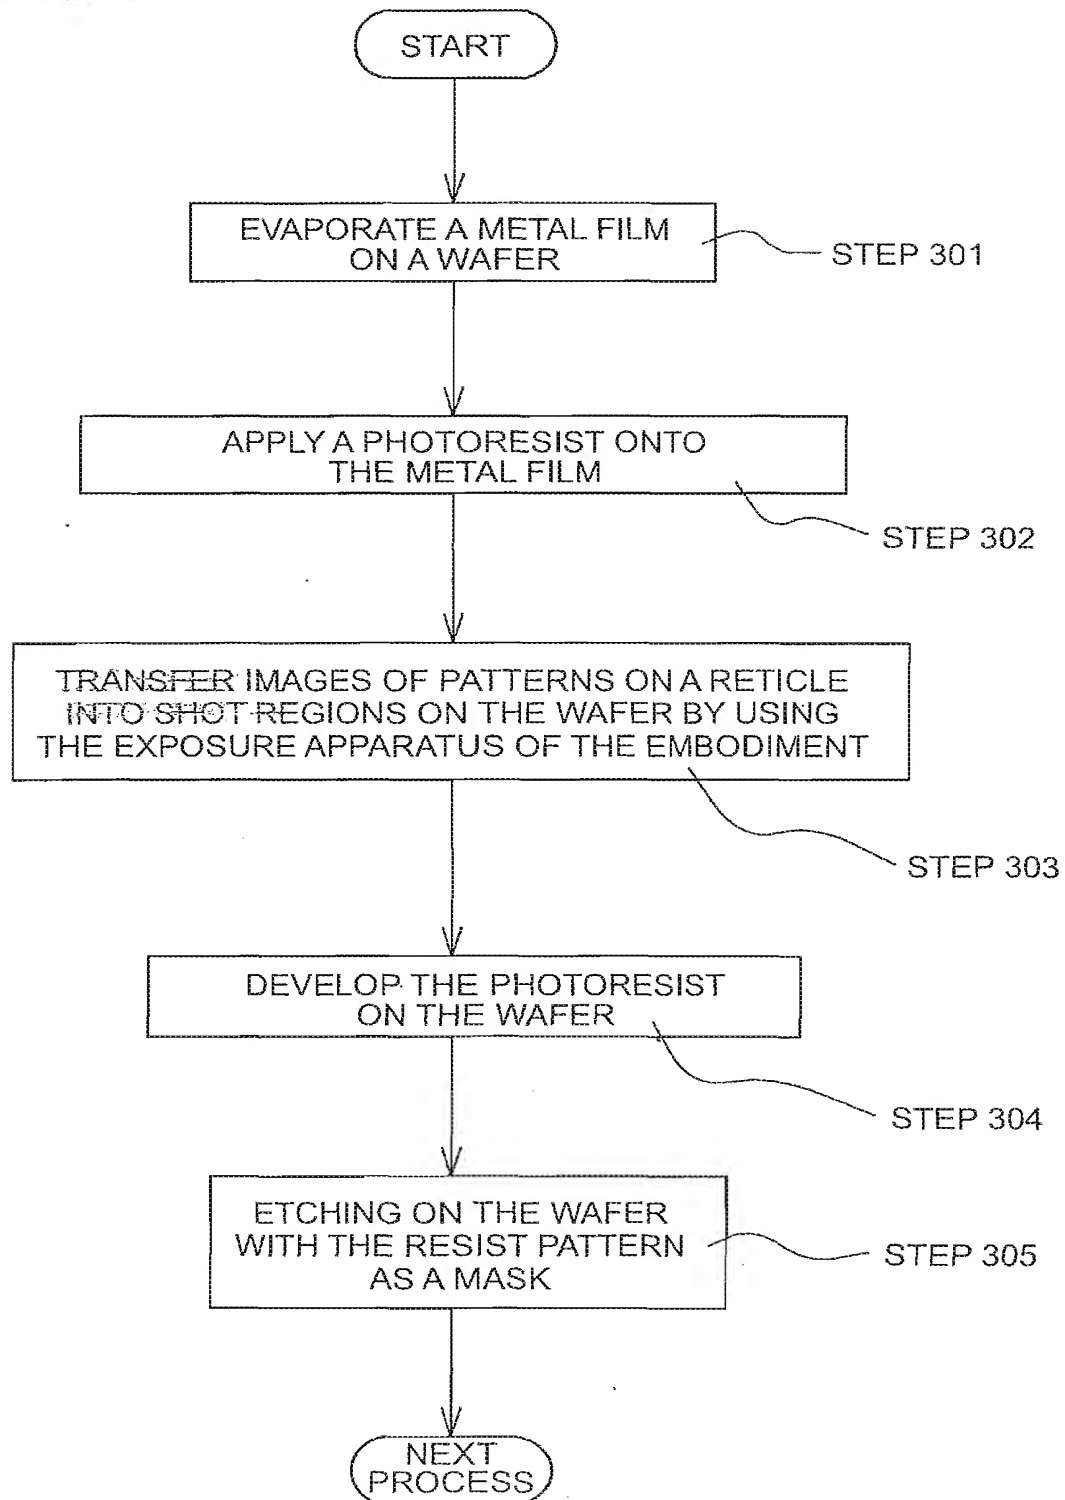 START
EVAPORATE A METAL FILM
ON A WAFER
STEP 301
APPLY A PHOTORESIST ONTO
THE METAL FILM
STEP 302
TRANSFER IMAGES OF PATTERNS ON A RETICLE
INTO SHOT REGIONS ON THE WAFER BY USING
THE EXPOSURE APPARATUS OF THE EMBODIMENT
STEP 303
DEVELOP THE PHOTORESIST
ON THE WAFER
STEP 304
ETCHING ON THE WAFER
WITH THE RESIST PATTERN
AS A MASK
STEP 305
NEXT
PROCESS